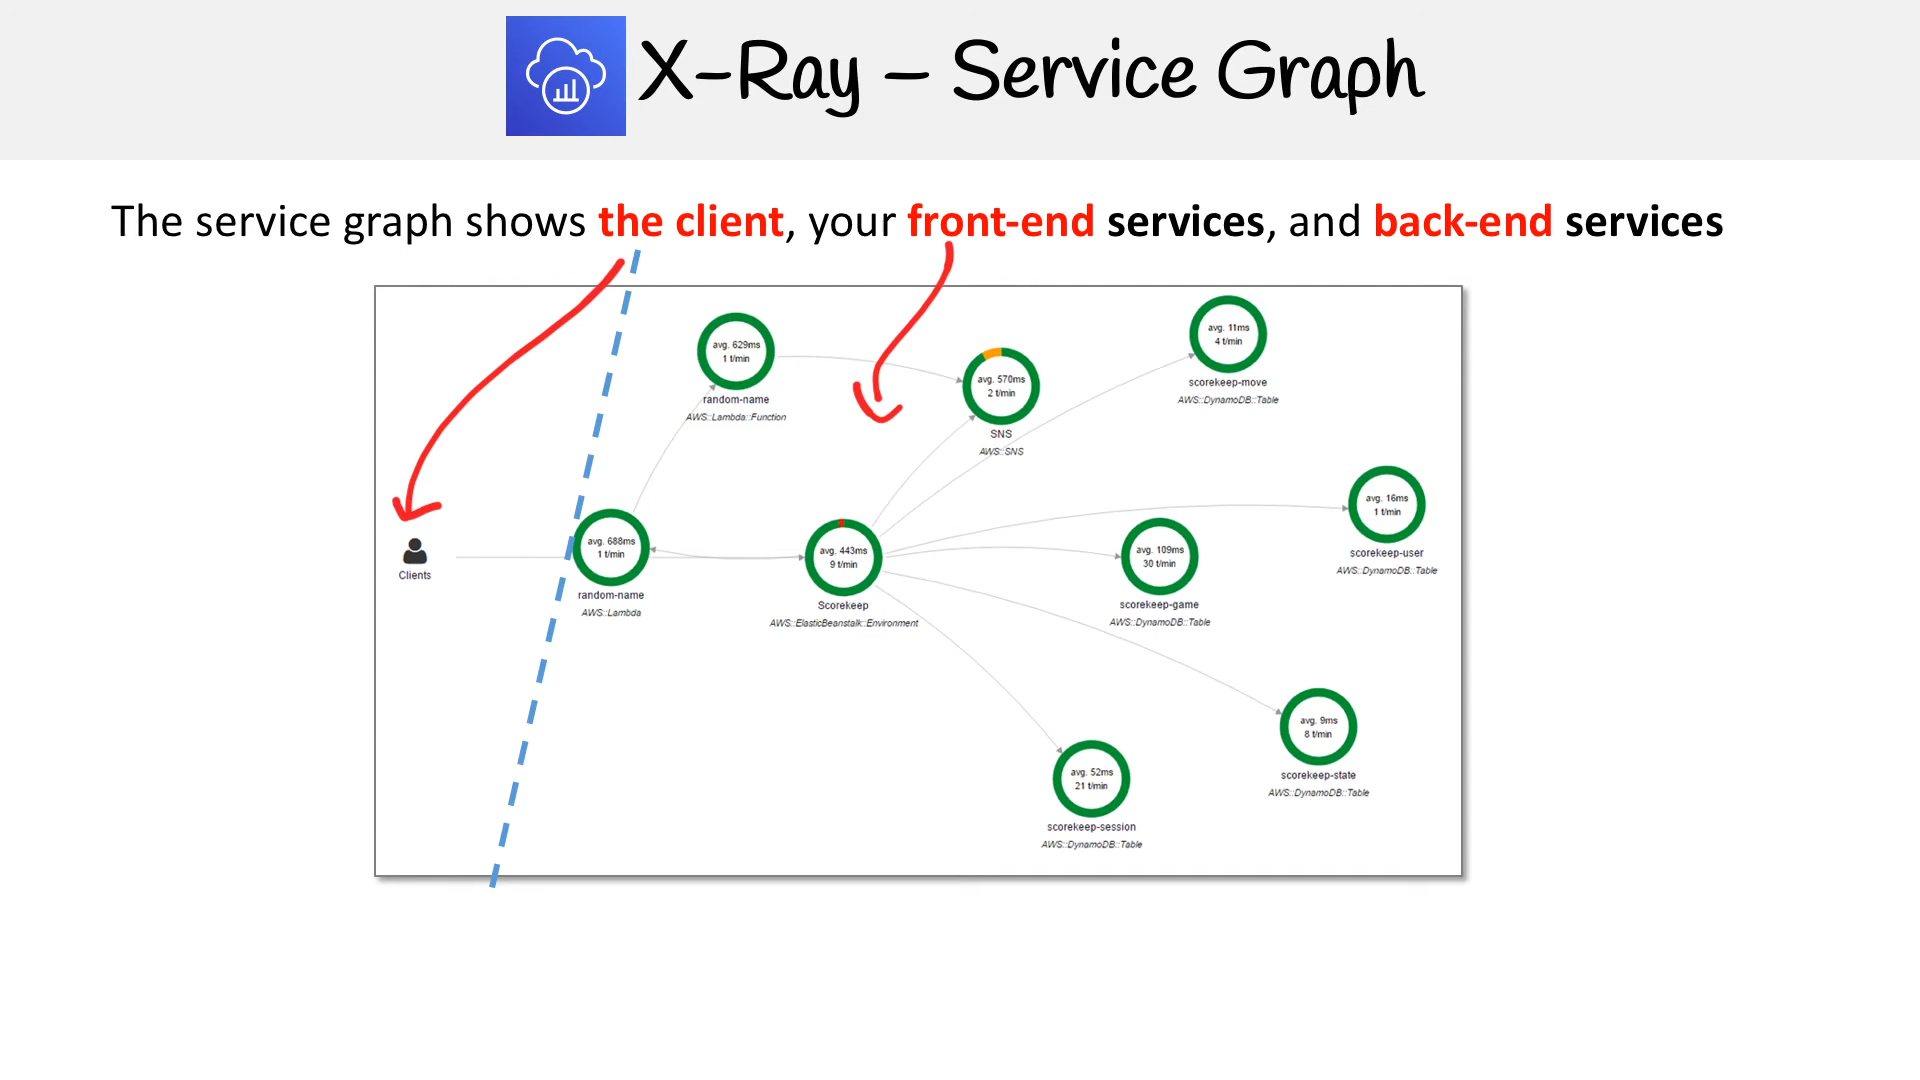 X-Ray – Service Graph
The service graph shows the client, your front-end services, and back-end services
avg. 11ms
4 t/min
scorekeep-move
AWS::DynamoDB::Table
avg. 629ms
1 t/min
random-name
AWS::Lambda::Function
avg. 570ms
2 t/min
SNS
AWS::SNS
avg. 16ms
1 t/min
scorekeep-user
AWS::DynamoDB::Table
Clients
avg. 688ms
1 t/min
random-name
AWS::Lambda
avg. 443ms
9 t/min
Scorekeep
AWS::ElasticBeanstalk::Environment
avg. 109ms
30 t/min
scorekeep-game
AWS::DynamoDB::Table
avg. 9ms
8 t/min
scorekeep-state
AWS::DynamoDB::Table
avg. 52ms
21 t/min
scorekeep-session
AWS::DynamoDB::Table